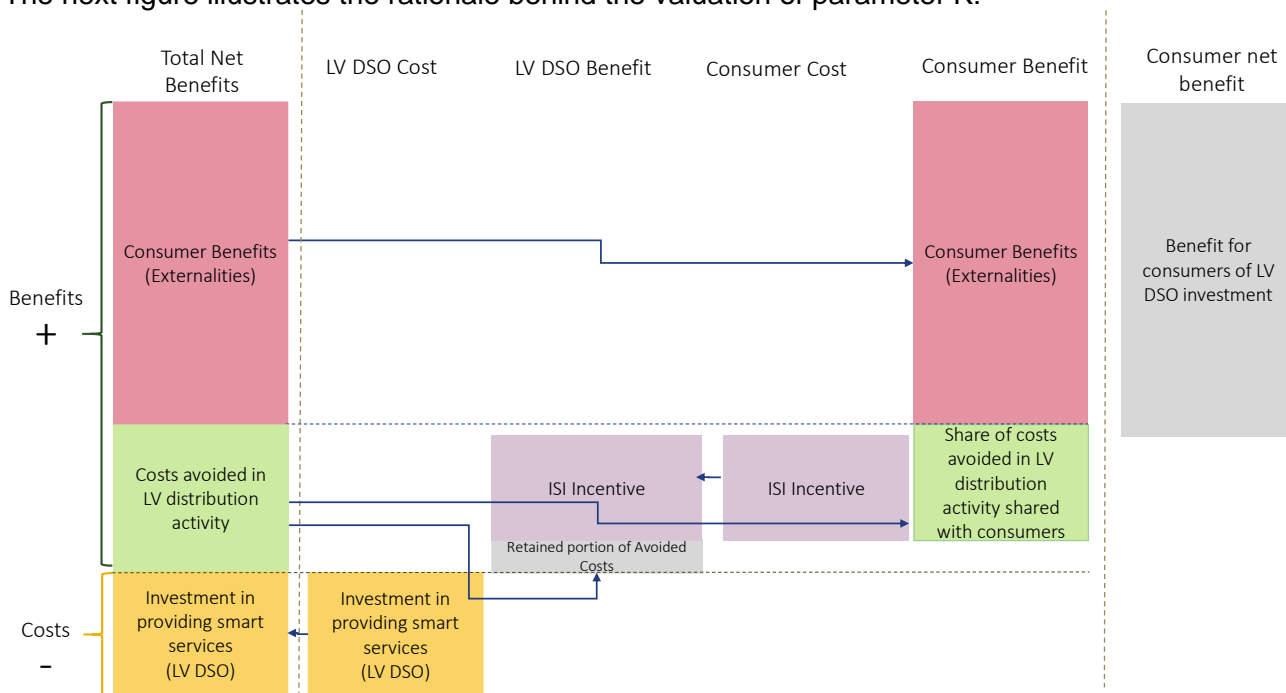 The next figure illustrates the rationale behind the valuation of parameter K.
Total Net
Benefits
LV DSO Cost
LV DSO Benefit
Consumer Cost
Consumer Benefit
Consumer net
benefit
Benefits
+
Consumer Benefits
(Externalities)
Consumer Benefits
(Externalities)
Benefit for
consumers of LV
DSO investment
Costs avoided in
LV distribution
activity
ISI Incentive
ISI Incentive
Share of costs
avoided in LV
distribution
activity shared
with consumers
Retained portion of Avoided
Costs
Costs
-
Investment in
providing smart
services
(LV DSO)
Investment in
providing smart
services
(LV DSO)